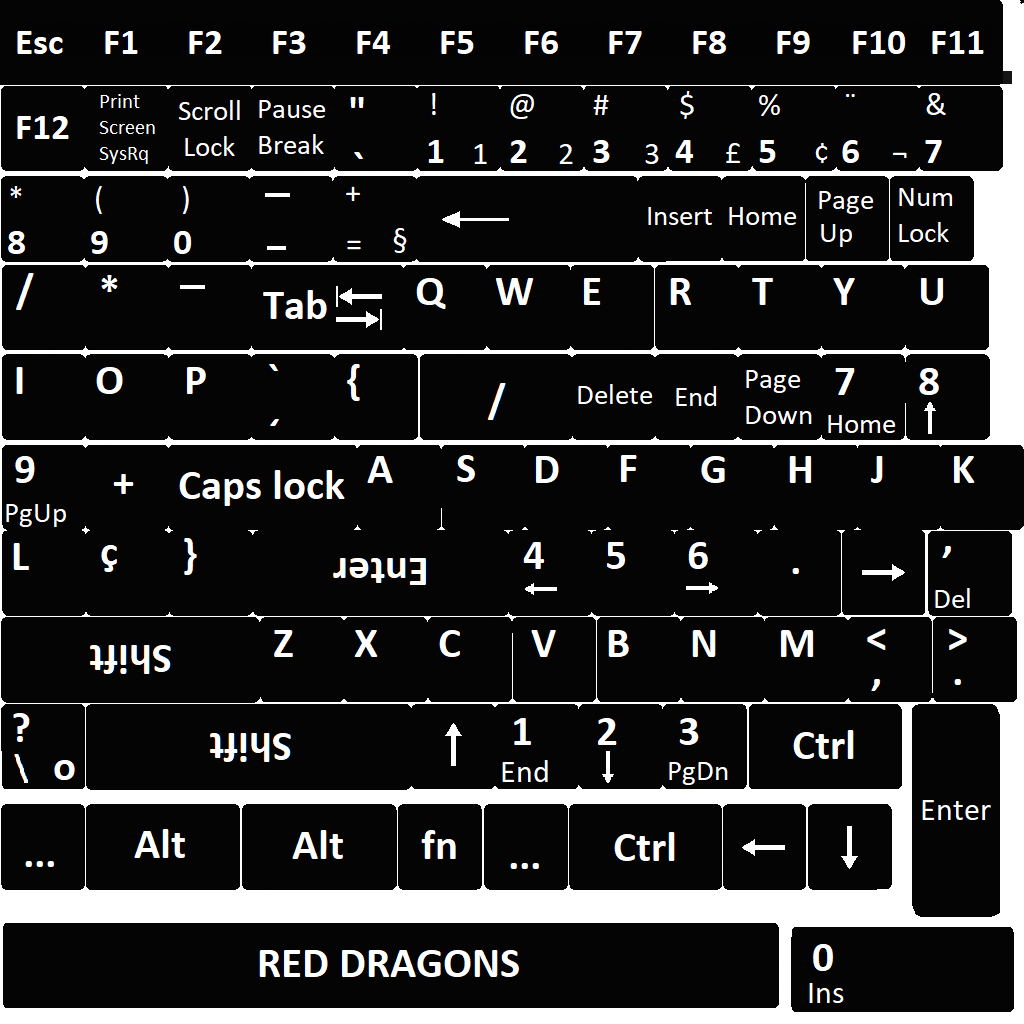 Esc F1 F2 F3 F4 F5 F6 F7 F8 F9 F10 F11
F12 Print Screen SysRq Scroll Lock Pause Break " ` ! 1 1 @ 2 2 # 3 3 $ 4 £ % 5 ¢ ¨ 6 ¬ & 7
* 8 ( 9 ) 0 — – + = § ← Insert Home Page Up Num Lock
/ * – Tab |← →| Q W E R T Y U
I O P ` ´ { / Delete End Page Down 7 Home 8 ↑
9 PgUp + Caps lock A S D F G H J K
L ç } Enter 4 ← 5 6 → . → , Del
Shift Z X C V B N M < , > .
? \ o Shift ↑ 1 End 2 ↓ 3 PgDn Ctrl
Enter
... Alt Alt fn ... Ctrl ← ↓
RED DRAGONS 0 Ins